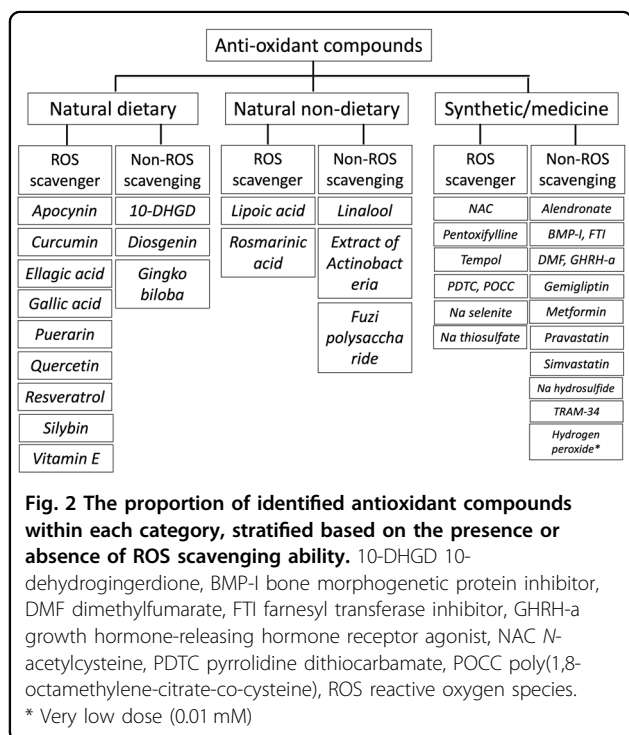 Anti-oxidant compounds
Natural dietary
Natural non-dietary
Synthetic/medicine
ROS
scavenger
Non-ROS
scavenging
ROS
scavenger
Non-ROS
scavenging
ROS
scavenger
Non-ROS
scavenging
Apocynin
Curcumin
Ellagic acid
Gallic acid
Puerarin
Quercetin
Resveratrol
Silybin
Vitamin E
10-DHGD
Diosgenin
Gingko
biloba
Lipoic acid
Rosmarinic
acid
Linalool
Extract of
Actinobact
eria
Fuzi
polysaccha
ride
NAC
Pentoxifylline
Tempol
PDTC, POCC
Na selenite
Na thiosulfate
Alendronate
BMP-I, FTI
DMF, GHRH-a
Gemigliptin
Metformin
Pravastatin
Simvastatin
Na hydrosulfide
TRAM-34
Hydrogen
peroxide*
Fig. 2 The proportion of identified antioxidant compounds
within each category, stratified based on the presence or
absence of ROS scavenging ability. 10-DHGD 10-
dehydrogingerdione, BMP-I bone morphogenetic protein inhibitor,
DMF dimethylfumarate, FTI farnesyl transferase inhibitor, GHRH-a
growth hormone-releasing hormone receptor agonist, NAC N-
acetylcysteine, PDTC pyrrolidine dithiocarbamate, POCC poly(1,8-
octamethylene-citrate-co-cysteine), ROS reactive oxygen species.
* Very low dose (0.01 mM)